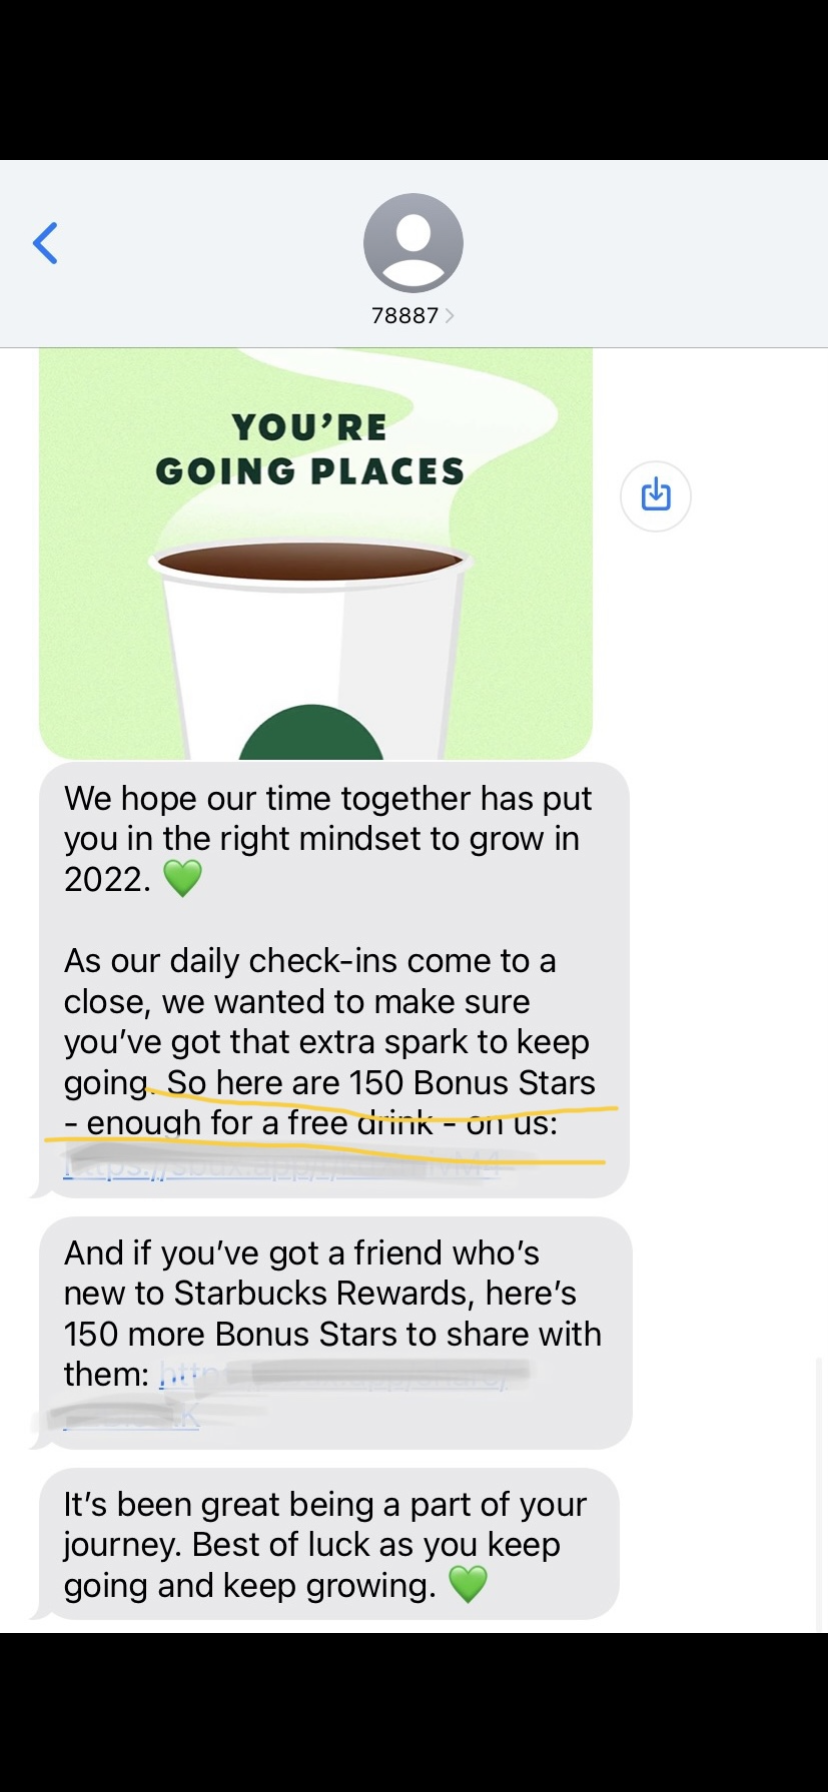 78887
YOU'RE
GOING PLACES
We hope our time together has put
you in the right mindset to grow in
2022. 💚
As our daily check-ins come to a
close, we wanted to make sure
you've got that extra spark to keep
going. So here are 150 Bonus Stars
- enough for a free drink - on us:
And if you've got a friend who's
new to Starbucks Rewards, here's
150 more Bonus Stars to share with
them:
It's been great being a part of your
journey. Best of luck as you keep
going and keep growing. 💚